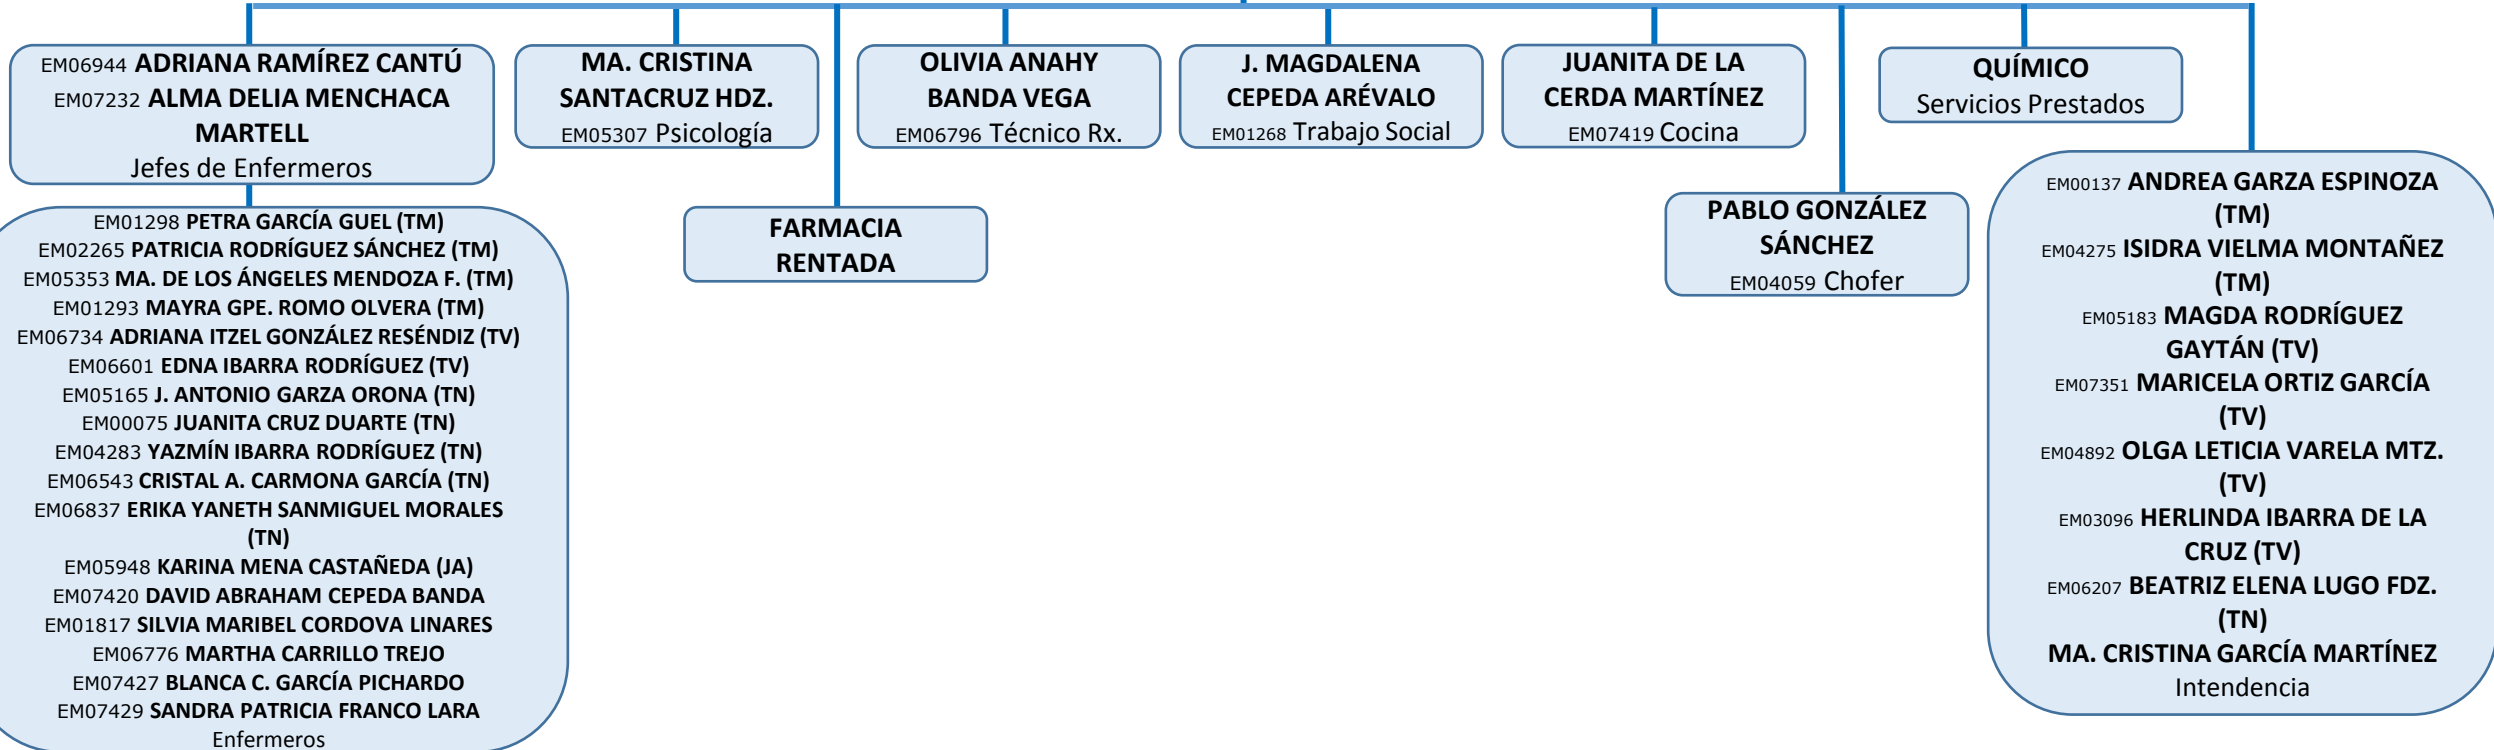 EM06944 ADRIANA RAMÍREZ CANTÚ
EM07232 ALMA DELIA MENCHACA
MARTELL
Jefes de Enfermeros
MA. CRISTINA
SANTACRUZ HDZ.
EM05307 Psicología
OLIVIA ANAHY
BANDA VEGA
EM06796 Técnico Rx.
J. MAGDALENA
CEPEDA ARÉVALO
EM01268 Trabajo Social
JUANITA DE LA
CERDA MARTÍNEZ
EM07419 Cocina
QUÍMICO
Servicios Prestados
EM01298 PETRA GARCÍA GUEL (TM)
EM02265 PATRICIA RODRÍGUEZ SÁNCHEZ (TM)
EM05353 MA. DE LOS ÁNGELES MENDOZA F. (TM)
EM01293 MAYRA GPE. ROMO OLVERA (TM)
EM06734 ADRIANA ITZEL GONZÁLEZ RESÉNDIZ (TV)
EM06601 EDNA IBARRA RODRÍGUEZ (TV)
EM05165 J. ANTONIO GARZA ORONA (TN)
EM00075 JUANITA CRUZ DUARTE (TN)
EM04283 YAZMÍN IBARRA RODRÍGUEZ (TN)
EM06543 CRISTAL A. CARMONA GARCÍA (TN)
EM06837 ERIKA YANETH SANMIGUEL MORALES
(TN)
EM05948 KARINA MENA CASTAÑEDA (JA)
EM07420 DAVID ABRAHAM CEPEDA BANDA
EM01817 SILVIA MARIBEL CORDOVA LINARES
EM06776 MARTHA CARRILLO TREJO
EM07427 BLANCA C. GARCÍA PICHARDO
EM07429 SANDRA PATRICIA FRANCO LARA
Enfermeros
FARMACIA
RENTADA
PABLO GONZÁLEZ
SÁNCHEZ
EM04059 Chofer
EM00137 ANDREA GARZA ESPINOZA
(TM)
EM04275 ISIDRA VIELMA MONTAÑEZ
(TM)
EM05183 MAGDA RODRÍGUEZ
GAYTÁN (TV)
EM07351 MARICELA ORTIZ GARCÍA
(TV)
EM04892 OLGA LETICIA VARELA MTZ.
(TV)
EM03096 HERLINDA IBARRA DE LA
CRUZ (TV)
EM06207 BEATRIZ ELENA LUGO FDZ.
(TN)
MA. CRISTINA GARCÍA MARTÍNEZ
Intendencia